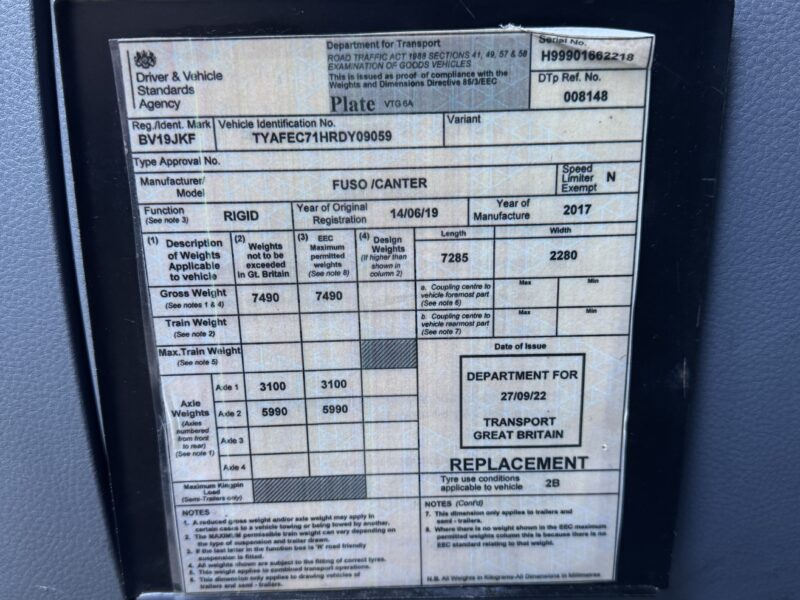 Driver & Vehicle
Standards
Agency
Department for Transport
ROAD TRAFFIC ACT 1988 SECTIONS 41, 49, 57 & 58
EXAMINATION OF GOODS VEHICLES
This is issued as proof of compliance with the
Weights and Dimensions Directive 85/3/EEC
Plate VTG 6A
Serial No.
H99901662218
DTp Ref. No.
008148
Reg./Ident. Mark
BV19JKF
Vehicle Identification No.
TYAFEC71HRDY09059
Variant
Type Approval No.
Manufacturer/
Model
FUSO /CANTER
Speed
Limiter
Exempt
N
Function
(See note 3)
RIGID
Year of Original
Registration
14/06/19
Year of
Manufacture
2017
(1) Description
of Weights
Applicable
to vehicle
(2) Weights
not to be
exceeded
in Gt. Britain
(3) EEC
Maximum
permitted
weights
(See note 8)
(4) Design
Weights
(if higher than
shown in
column 2)
Length
7285
Width
2280
Gross Weight
(See notes 1 & 4)
7490
7490
a. Coupling centre to
vehicle foremost part
(See note 6)
Max
Min
Train Weight
(See note 2)
b. Coupling centre to
vehicle rearmost part
(See note 7)
Max
Min
Max.Train Weight
(See note 5)
Axle
Weights
(Axles
numbered
from front
to rear)
(See note 1)
Axle 1
3100
3100
Axle 2
5990
5990
Axle 3
Axle 4
Maximum Kingpin
Load
(Semi-Trailers only)
Date of Issue
DEPARTMENT FOR
27/09/22
TRANSPORT
GREAT BRITAIN
REPLACEMENT
Tyre use conditions
applicable to vehicle
2B
NOTES
1. A reduced gross weight and/or axle weight may apply in
certain cases to a vehicle towing or being towed by another.
2. The MAXIMUM permissible train weight can vary depending on
the type of suspension and trailer drawn.
3. If the last letter in the function box is 'R' road friendly
suspension is fitted.
4. All weights shown are subject to the fitting of correct tyres.
5. This weight applies to combined transport operations.
6. This dimension only applies to drawing vehicles of
trailers and semi - trailers.
NOTES (Cont'd)
7. This dimension only applies to trailers and
semi - trailers.
8. Where there is no weight shown in the EEC maximum
permitted weights column this is because there is no
EEC standard relating to that weight.
N.B. All Weights in Kilograms-All Dimensions in Millimetres